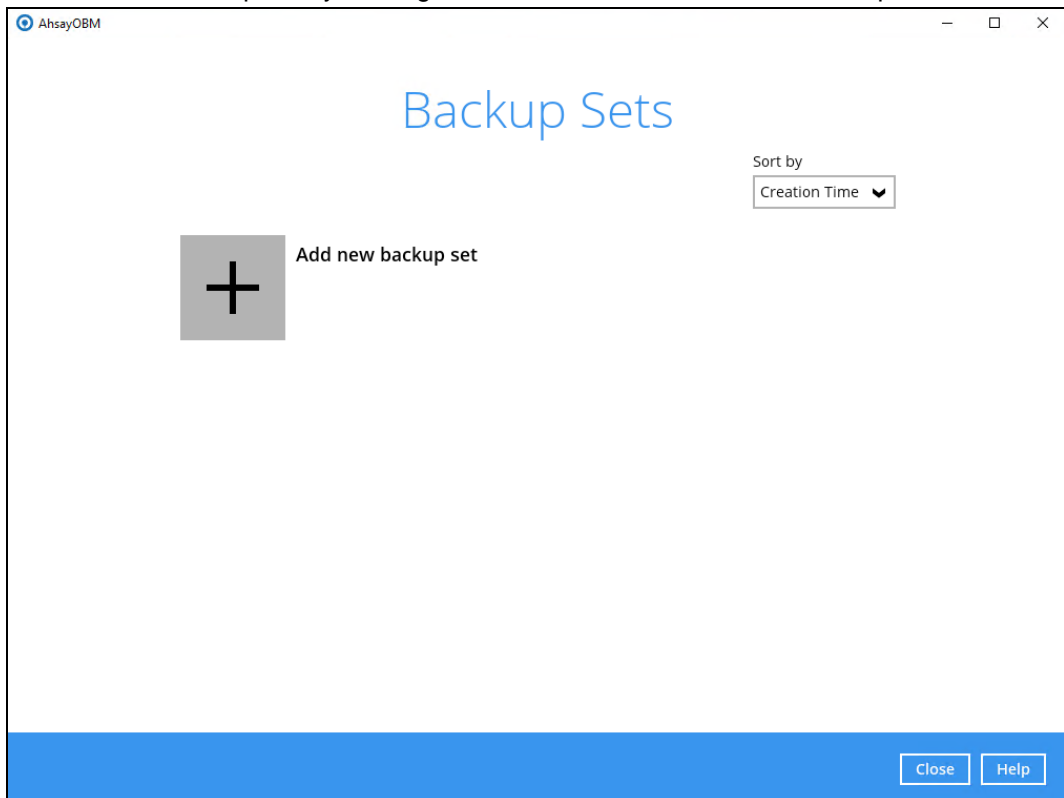 AhsayOBM
Backup Sets
Sort by
Creation Time
Add new backup set
Close Help